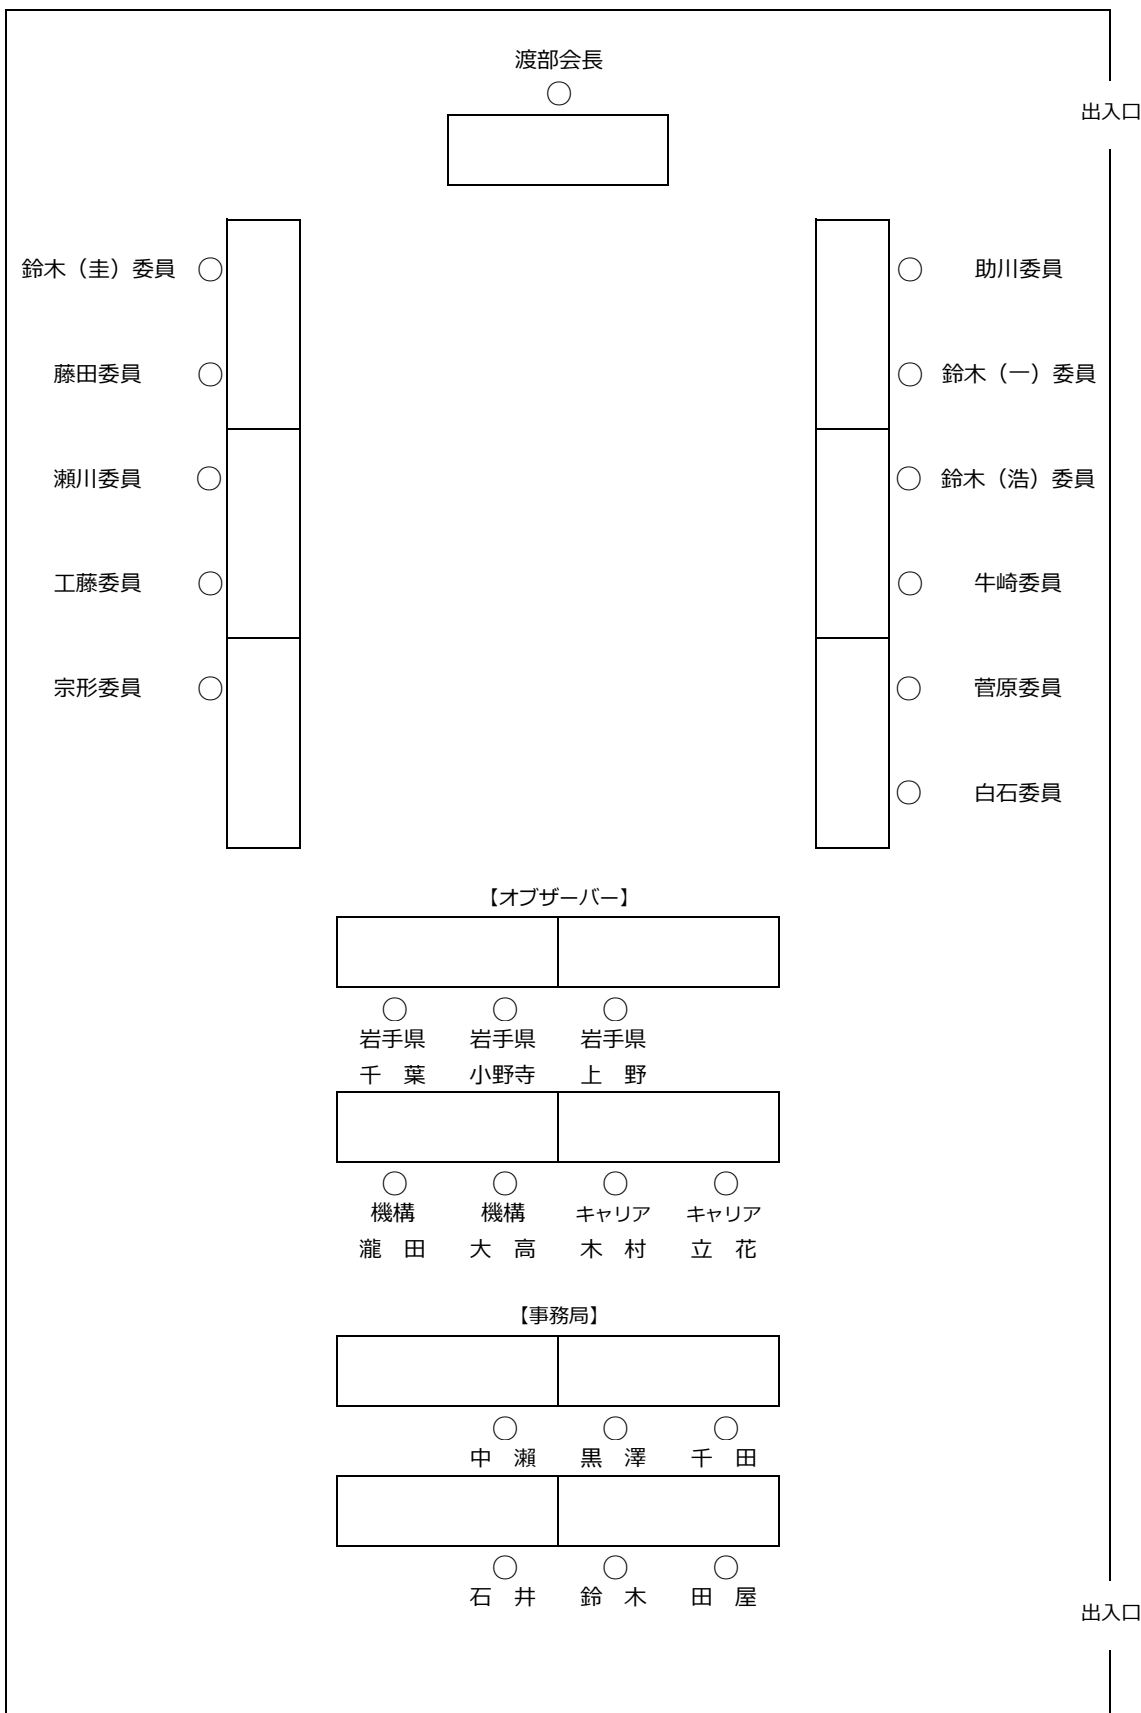 渡部会長
出入口
鈴木（圭）委員　助川委員
藤田委員　鈴木（一）委員
瀬川委員　鈴木（浩）委員
工藤委員　牛崎委員
宗形委員　菅原委員
白石委員
【オブザーバー】
岩手県　岩手県　岩手県
千　葉　小野寺　上　野
機構　機構　キャリア　キャリア
瀧　田　大　高　木　村　立　花
【事務局】
中　瀬　黒　澤　千　田
石　井　鈴　木　田　屋
出入口